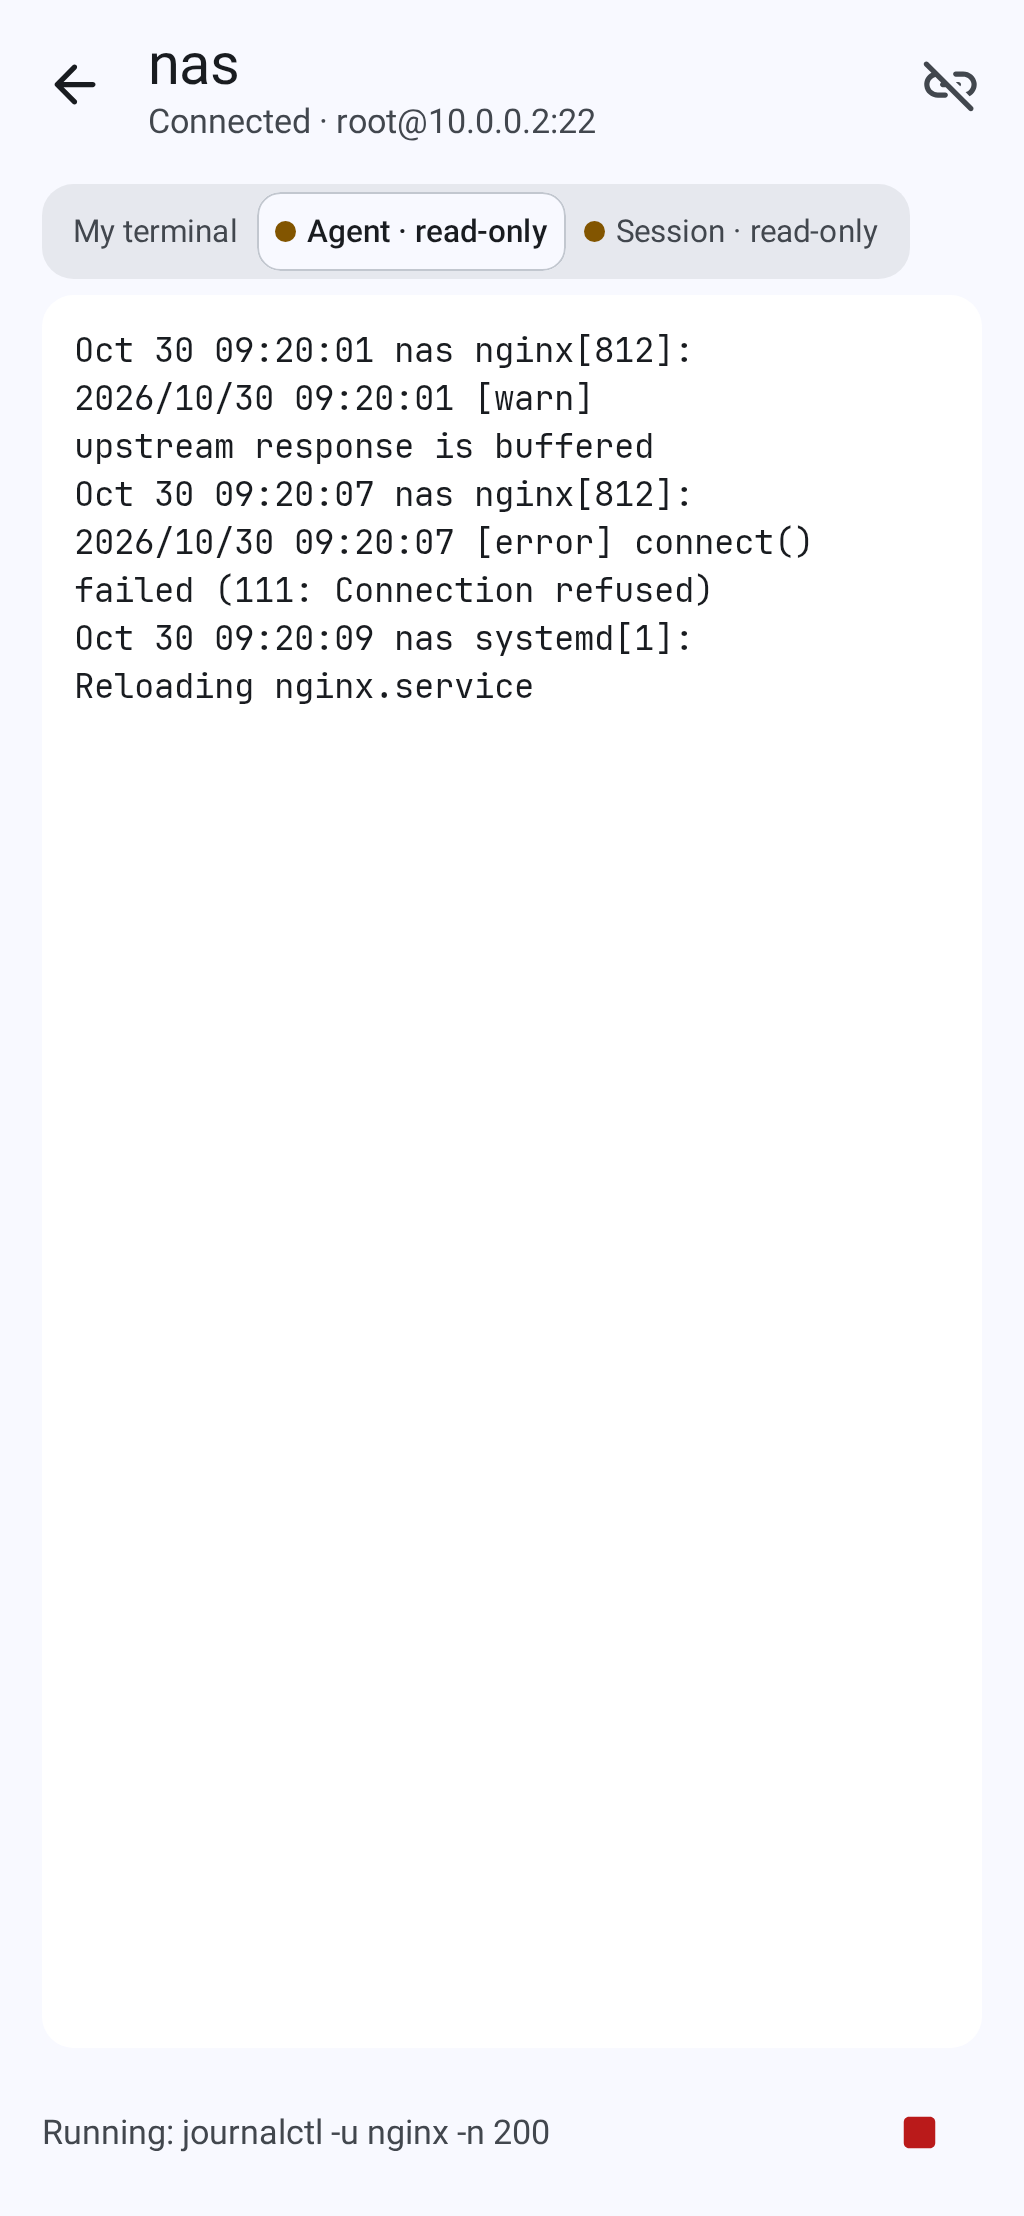 nas
Connected · root@10.0.0.2:22
My terminal
Agent · read-only
Session · read-only
Oct 30 09:20:01 nas nginx[812]:
2026/10/30 09:20:01 [warn]
upstream response is buffered
Oct 30 09:20:07 nas nginx[812]:
2026/10/30 09:20:07 [error] connect()
failed (111: Connection refused)
Oct 30 09:20:09 nas systemd[1]:
Reloading nginx.service
Running: journalctl -u nginx -n 200